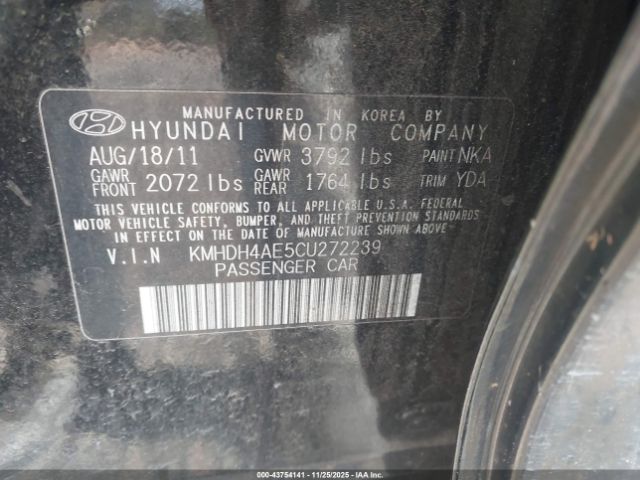 MANUFACTURED IN KOREA BY
HYUNDAI MOTOR COMPANY
AUG/18/11 GVWR 3792 lbs PAINT NKA
GAWR FRONT 2072 lbs GAWR REAR 1764 lbs TRIM YDA
THIS VEHICLE CONFORMS TO ALL APPLICABLE U.S.A. FEDERAL
MOTOR VEHICLE SAFETY, BUMPER, AND THEFT PREVENTION STANDARDS
IN EFFECT ON THE DATE OF MANUFACTURE SHOWN ABOVE.
V.I.N KMHDH4AE5CU272239
PASSENGER CAR
000-43754141 - 11/25/2025 - IAAI.COM